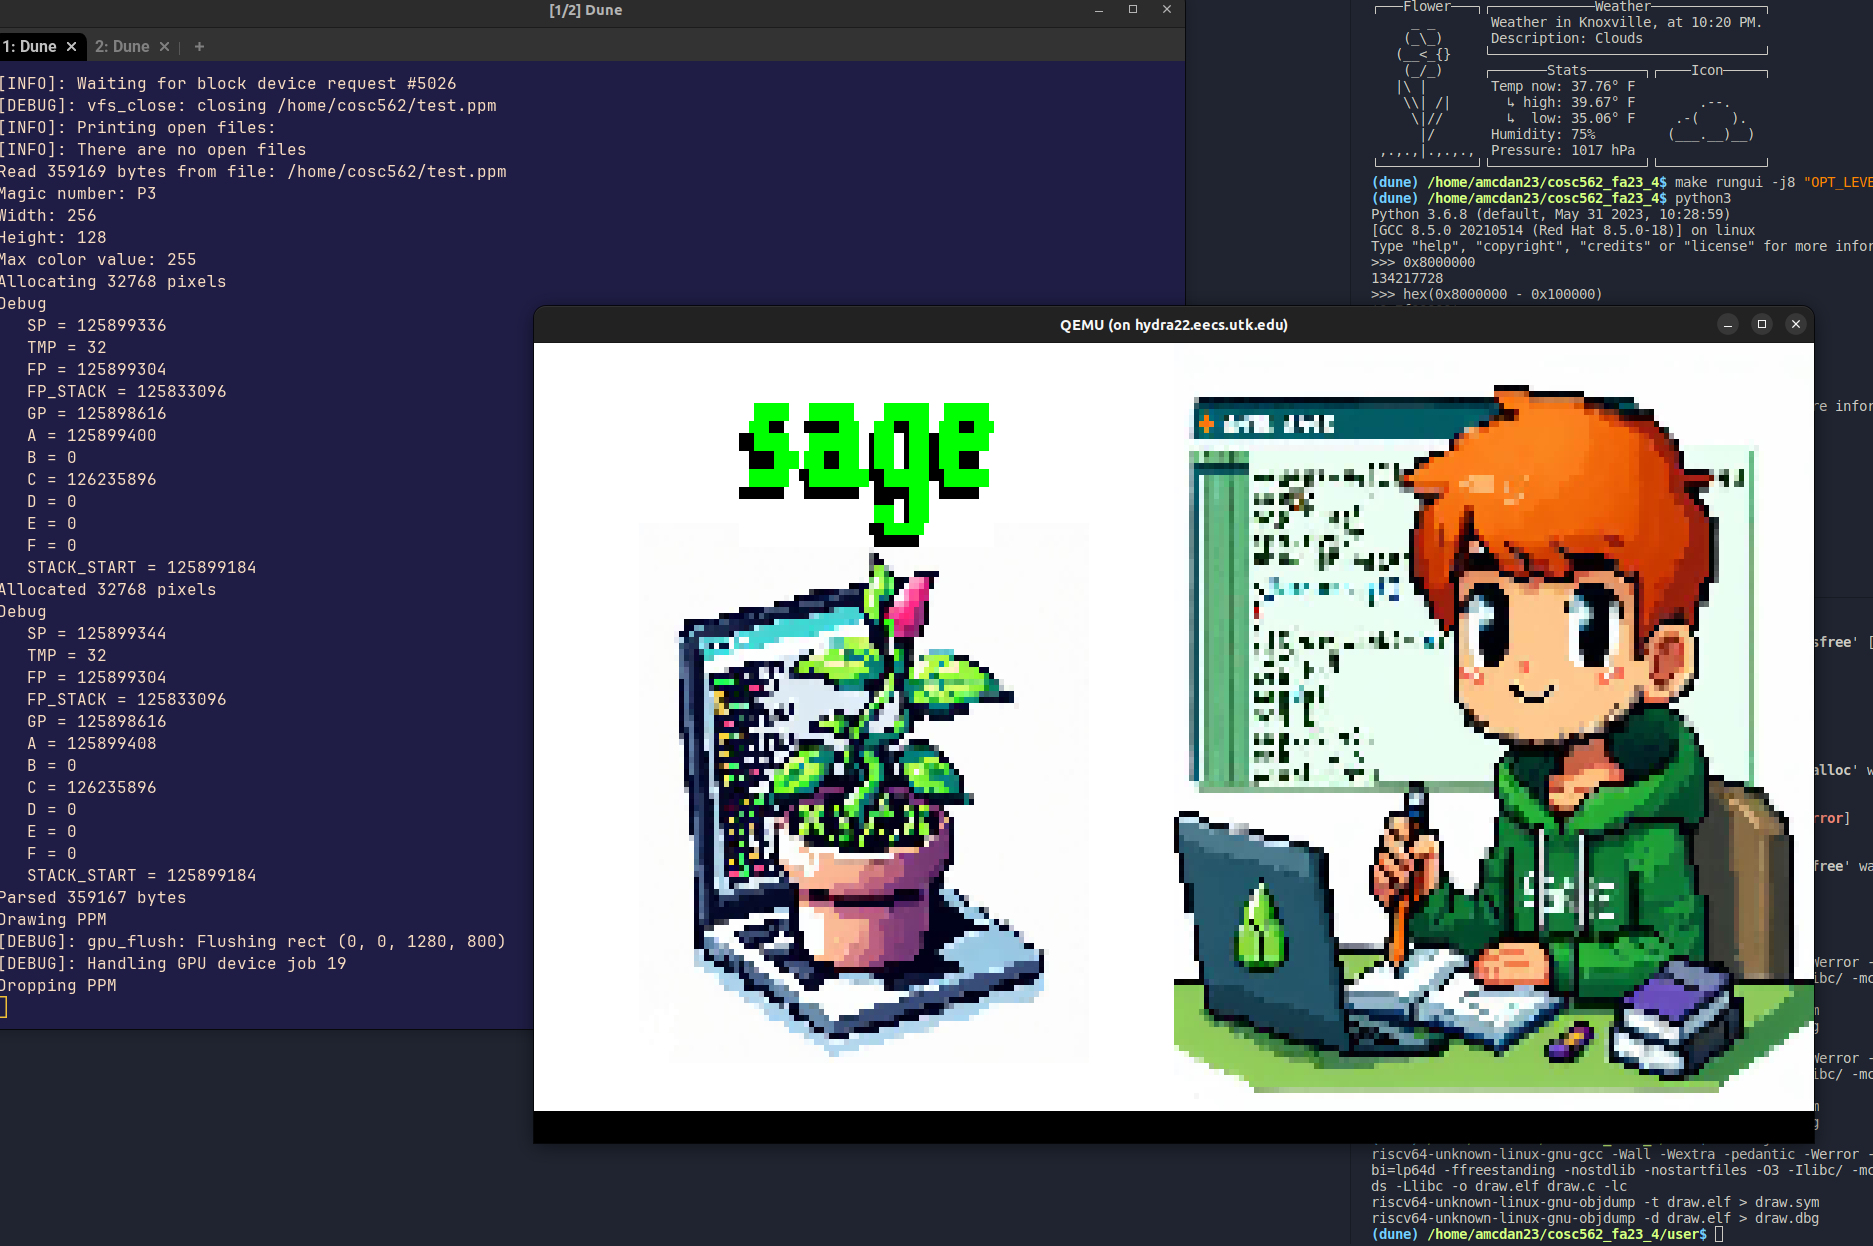 [1/2] Dune
1: Dune ✕ 2: Dune ✕ | +
[INFO]: Waiting for block device request #5026
[DEBUG]: vfs_close: closing /home/cosc562/test.ppm
[INFO]: Printing open files:
[INFO]: There are no open files
Read 359169 bytes from file: /home/cosc562/test.ppm
Magic number: P3
Width: 256
Height: 128
Max color value: 255
Allocating 32768 pixels
Debug
SP = 125899336
TMP = 32
FP = 125899304
FP_STACK = 125833096
GP = 125898616
A = 125899400
B = 0
C = 126235896
D = 0
E = 0
F = 0
STACK_START = 125899184
Allocated 32768 pixels
Debug
SP = 125899344
TMP = 32
FP = 125899304
FP_STACK = 125833096
GP = 125898616
A = 125899408
B = 0
C = 126235896
D = 0
E = 0
F = 0
STACK_START = 125899184
Parsed 359167 bytes
Drawing PPM
[DEBUG]: gpu_flush: Flushing rect (0, 0, 1280, 800)
[DEBUG]: Handling GPU device job 19
Dropping PPM
QEMU (on hydra22.eecs.utk.edu)
sage
Flower
Weather
Weather in Knoxville, at 10:20 PM.
Description: Clouds
Stats
Icon
Temp now: 37.76° F
↳ high: 39.67° F
↳ low: 35.06° F
Humidity: 75%
Pressure: 1017 hPa
(dune) /home/amcdan23/cosc562_fa23_4$ make rungui -j8 "OPT_LEVE
(dune) /home/amcdan23/cosc562_fa23_4$ python3
Python 3.6.8 (default, May 31 2023, 10:28:59)
[GCC 8.5.0 20210514 (Red Hat 8.5.0-18)] on linux
Type "help", "copyright", "credits" or "license" for more infor
>>> 0x8000000
134217728
>>> hex(0x8000000 - 0x100000)
re infor
sfree' [
alloc' w
rror]
free' wa
Werror -
ibc/ -mc
Werror -
ibc/ -mc
riscv64-unknown-linux-gnu-gcc -Wall -Wextra -pedantic -Werror -
bi=lp64d -ffreestanding -nostdlib -nostartfiles -O3 -Ilibc/ -mc
ds -Llibc -o draw.elf draw.c -lc
riscv64-unknown-linux-gnu-objdump -t draw.elf > draw.sym
riscv64-unknown-linux-gnu-objdump -d draw.elf > draw.dbg
(dune) /home/amcdan23/cosc562_fa23_4/user$